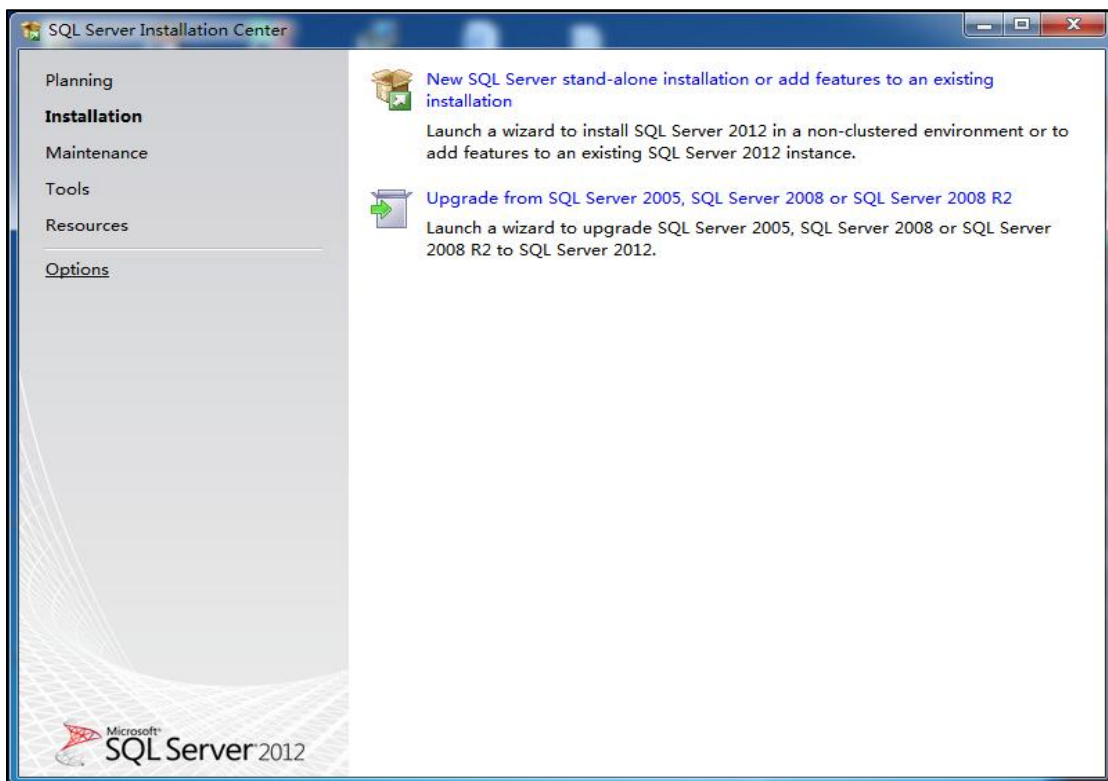 SQL Server Installation Center
Planning
Installation
Maintenance
Tools
Resources
Options
New SQL Server stand-alone installation or add features to an existing
installation
Launch a wizard to install SQL Server 2012 in a non-clustered environment or to
add features to an existing SQL Server 2012 instance.
Upgrade from SQL Server 2005, SQL Server 2008 or SQL Server 2008 R2
Launch a wizard to upgrade SQL Server 2005, SQL Server 2008 or SQL Server
2008 R2 to SQL Server 2012.
Microsoft®
SQL Server 2012